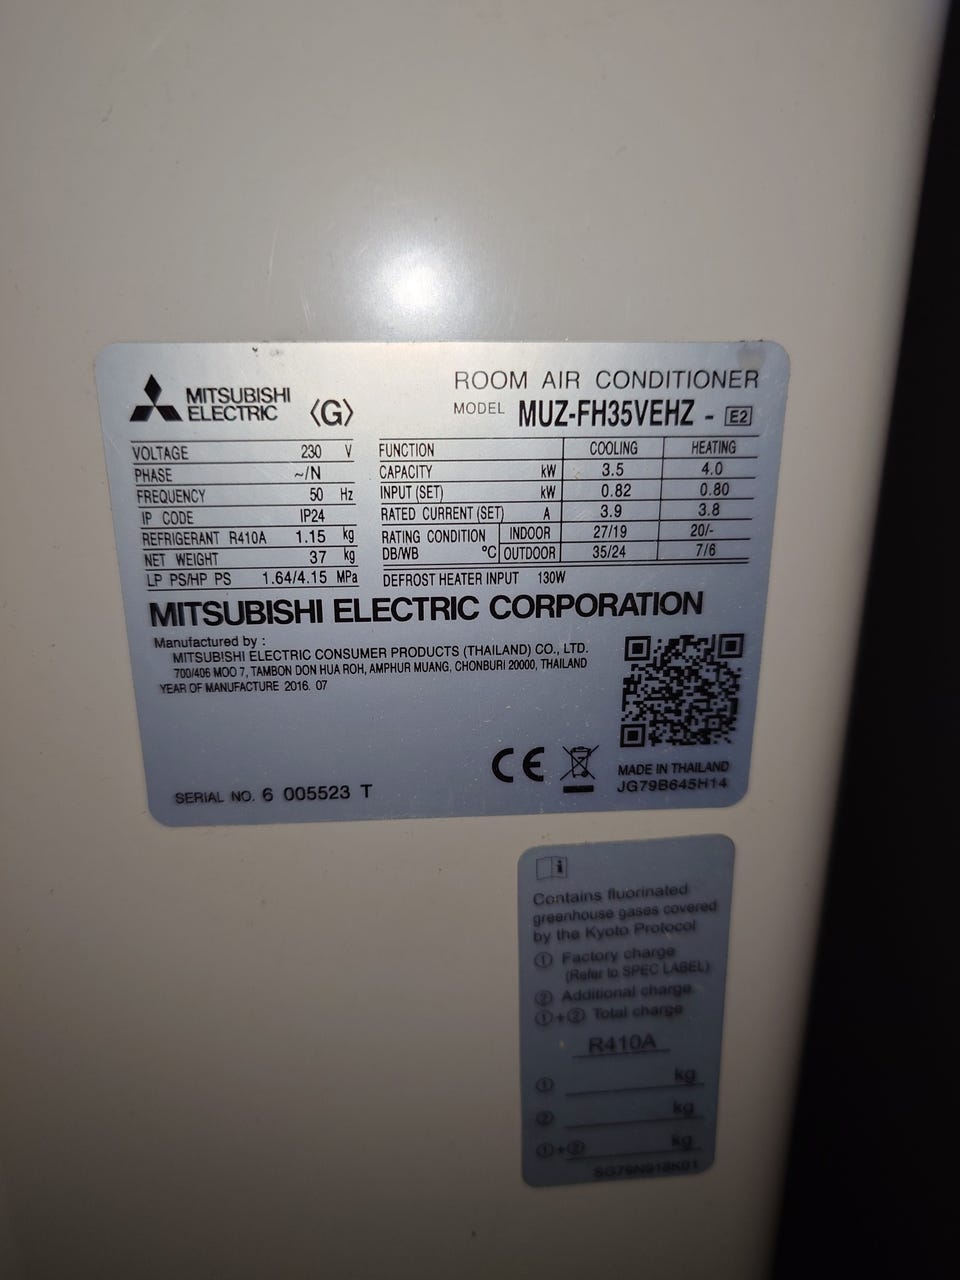 MITSUBISHI
ELECTRIC
⟨G⟩
ROOM AIR CONDITIONER
MODEL MUZ-FH35VEHZ - E2
VOLTAGE 230 V
PHASE ~/N
FREQUENCY 50 Hz
IP CODE IP24
REFRIGERANT R410A 1.15 kg
NET WEIGHT 37 kg
LP PS/HP PS 1.64/4.15 MPa
FUNCTION COOLING HEATING
CAPACITY kW 3.5 4.0
INPUT (SET) kW 0.82 0.80
RATED CURRENT (SET) A 3.9 3.8
RATING CONDITION INDOOR 27/19 20/-
DB/WB °C OUTDOOR 35/24 7/6
DEFROST HEATER INPUT 130W
MITSUBISHI ELECTRIC CORPORATION
Manufactured by :
MITSUBISHI ELECTRIC CONSUMER PRODUCTS (THAILAND) CO., LTD.
700/406 MOO 7, TAMBON DON HUA ROH, AMPHUR MUANG, CHONBURI 20000, THAILAND
YEAR OF MANUFACTURE 2016. 07
CE
MADE IN THAILAND
JG79B645H14
SERIAL NO. 6 005523 T
i
Contains fluorinated
greenhouse gases covered
by the Kyoto Protocol
① Factory charge
(Refer to SPEC LABEL)
② Additional charge
①+② Total charge
R410A
① kg
② kg
①+② kg
SG79N918K01